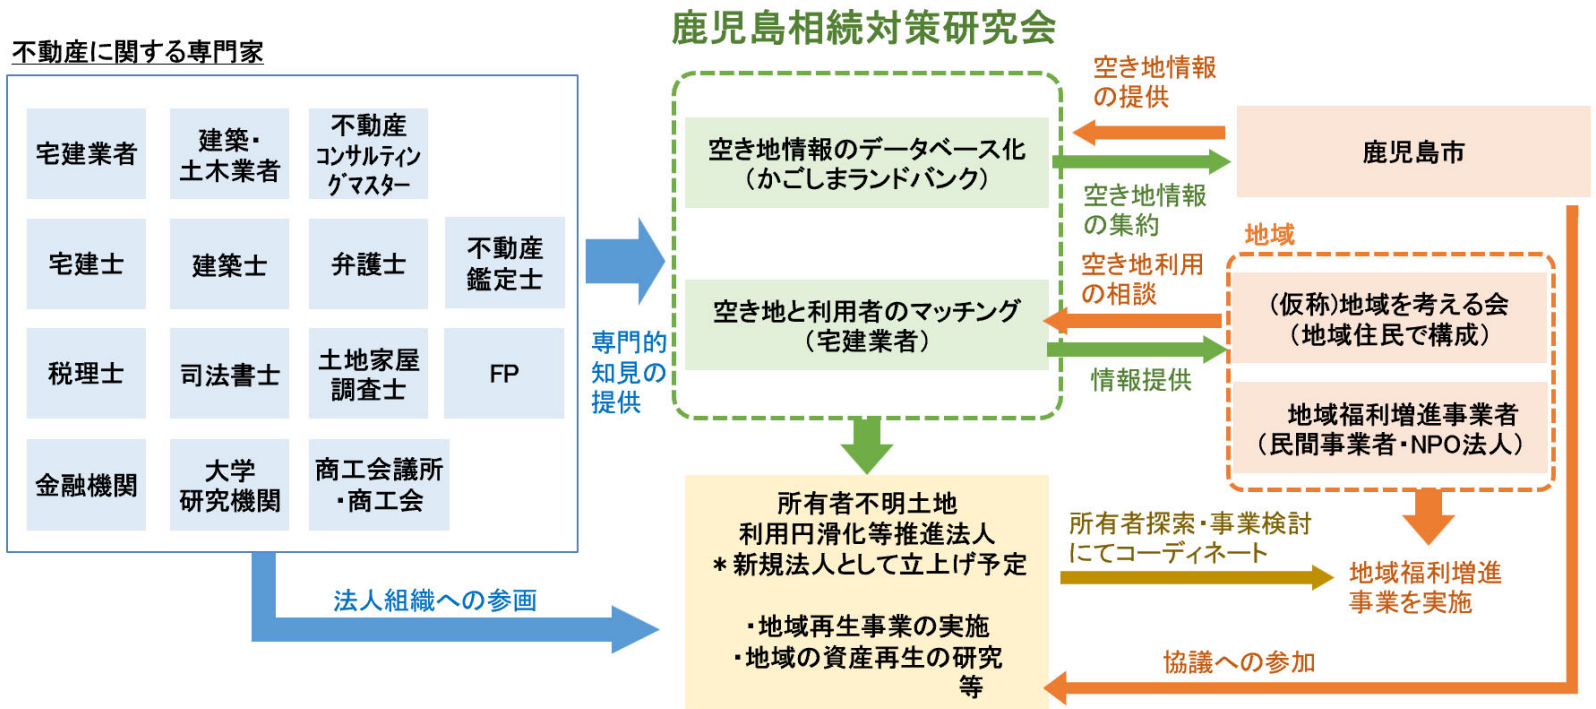 鹿児島相続対策研究会
不動産に関する専門家
宅建業者
建築・
土木業者
不動産
コンサルティン
グマスター
宅建士
建築士
弁護士
不動産
鑑定士
税理士
司法書士
土地家屋
調査士
FP
金融機関
大学
研究機関
商工会議所
・商工会
専門的
知見の
提供
法人組織への参画
空き地情報のデータベース化
（かごしまランドバンク）
空き地と利用者のマッチング
（宅建業者）
空き地情報
の提供
空き地情報
の集約
空き地利用
の相談
情報提供
鹿児島市
地域
(仮称)地域を考える会
（地域住民で構成）
地域福利増進事業者
（民間事業者・NPO法人）
所有者不明土地
利用円滑化等推進法人
＊新規法人として立上げ予定
・地域再生事業の実施
・地域の資産再生の研究
等
所有者探索・事業検討
にてコーディネート
地域福利増進
事業を実施
協議への参加